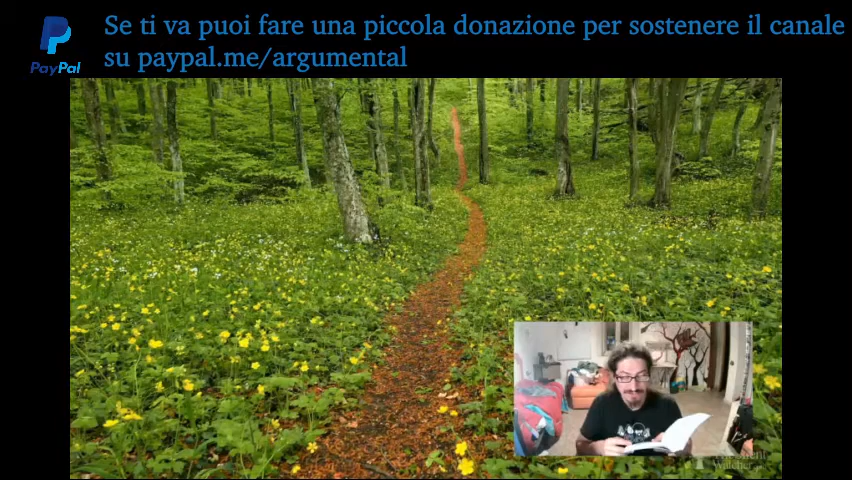 Se ti va puoi fare una piccola donazione per sostenere il canale
PayPal
su paypal.me/argumental